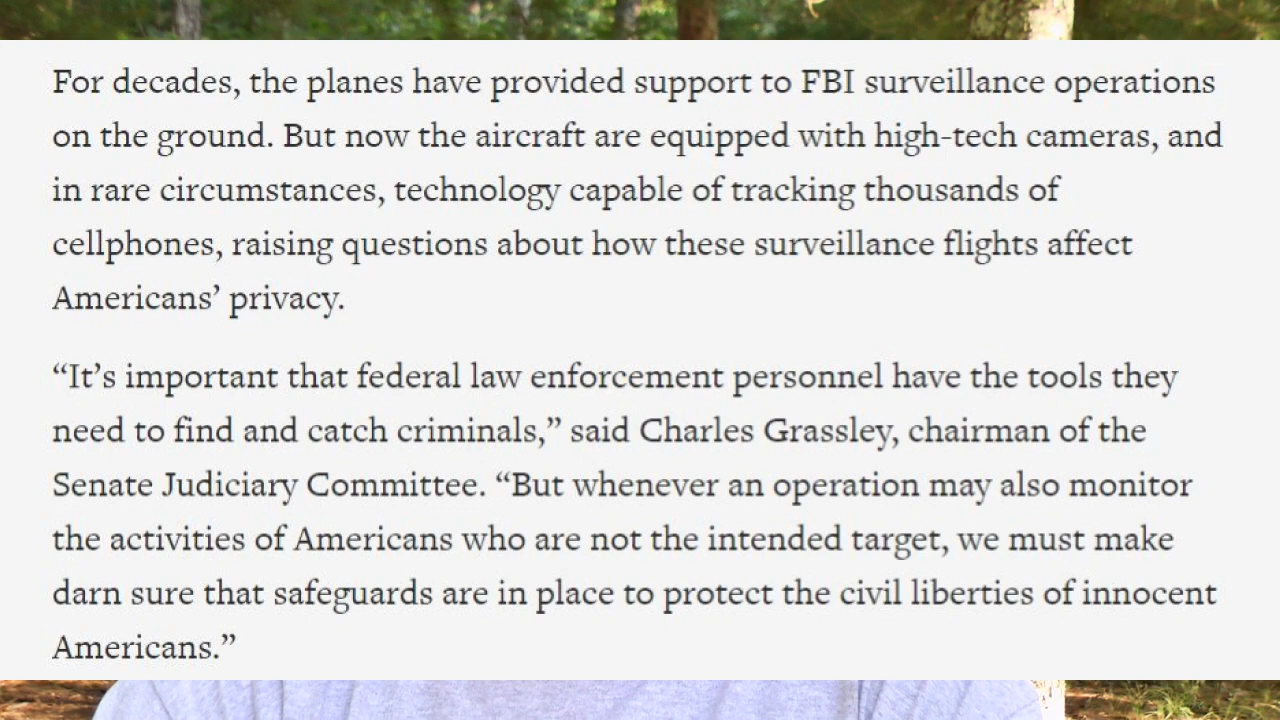 For decades, the planes have provided support to FBI surveillance operations
on the ground. But now the aircraft are equipped with high-tech cameras, and
in rare circumstances, technology capable of tracking thousands of
cellphones, raising questions about how these surveillance flights affect
Americans’ privacy.
“It’s important that federal law enforcement personnel have the tools they
need to find and catch criminals,” said Charles Grassley, chairman of the
Senate Judiciary Committee. “But whenever an operation may also monitor
the activities of Americans who are not the intended target, we must make
darn sure that safeguards are in place to protect the civil liberties of innocent
Americans.”